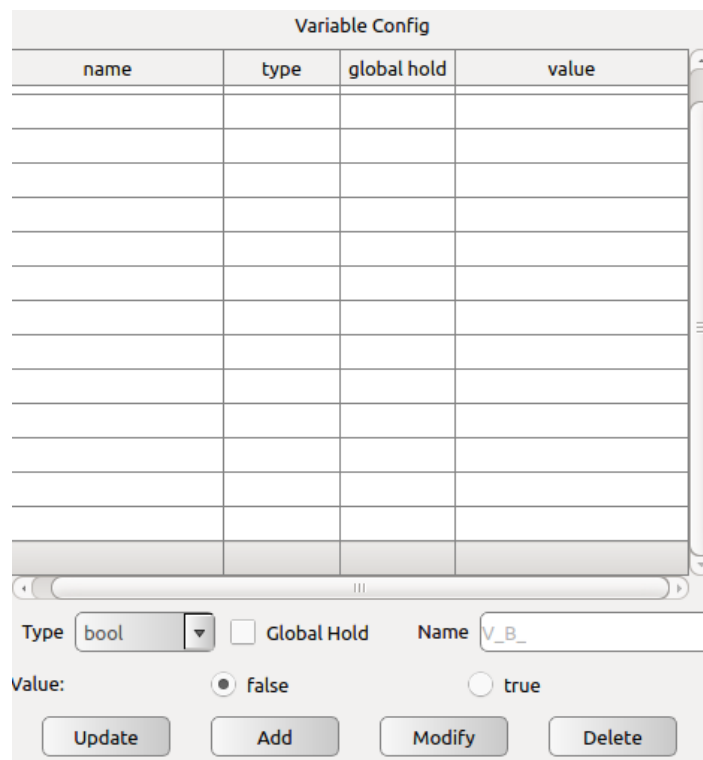 Variable Config
name type global hold value
Type bool Global Hold Name V_B_
Value: false true
Update Add Modify Delete